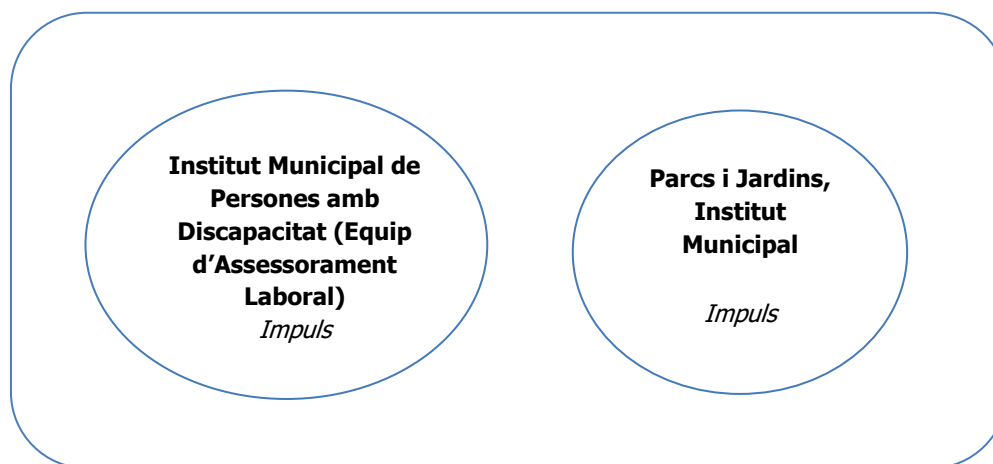 Institut Municipal de
Persones amb
Discapacitat (Equip
d’Assessorament
Laboral)
Impuls
Parcs i Jardins,
Institut
Municipal
Impuls